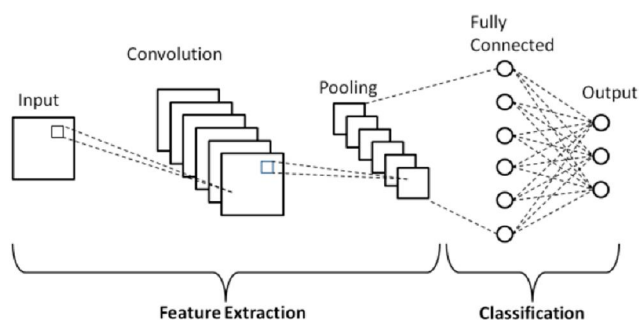 Fully
Connected
Convolution
Pooling
Output
Input
Feature Extraction
Classification